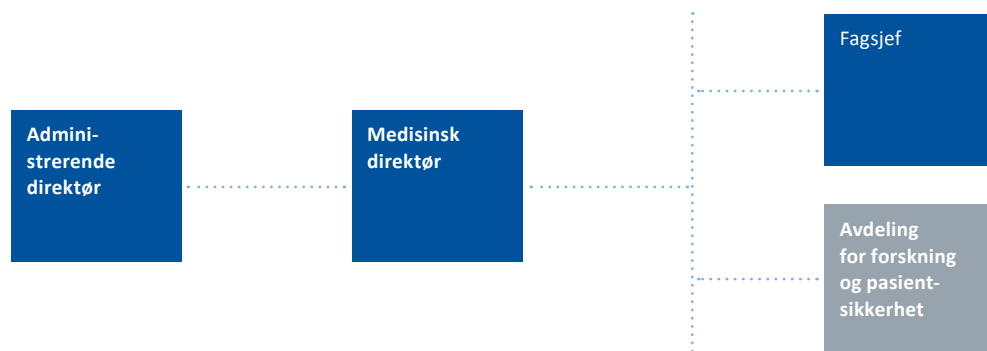 Admini-
strerende
direktør
Medisinsk
direktør
Fagsjef
Avdeling
for forskning
og pasient-
sikkerhet